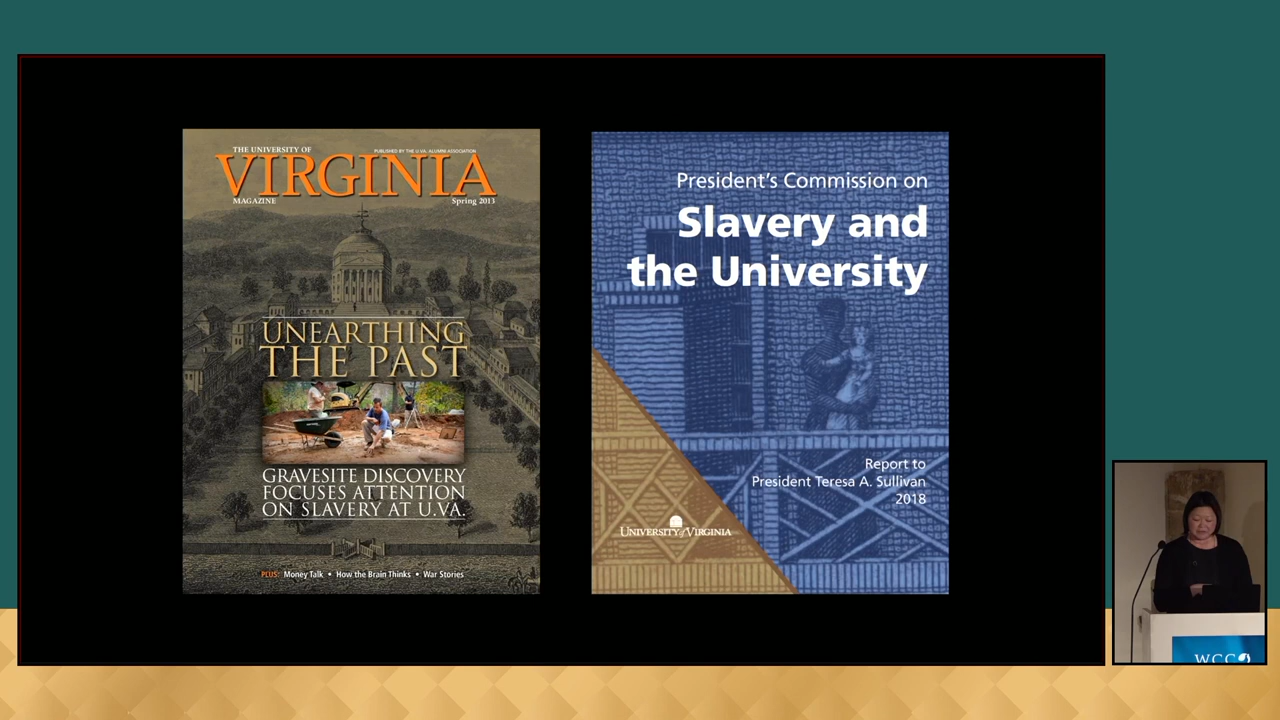 THE UNIVERSITY OF
PUBLISHED BY THE U.VA. ALUMNI ASSOCIATION
VIRGINIA
MAGAZINE
Spring 2013
UNEARTHING
THE PAST
GRAVESITE DISCOVERY
FOCUSES ATTENTION
ON SLAVERY AT U.VA.
PLUS: Money Talk • How the Brain Thinks • War Stories
President's Commission on
Slavery and
the University
Report to
President Teresa A. Sullivan
2018
UNIVERSITY of VIRGINIA
WCC